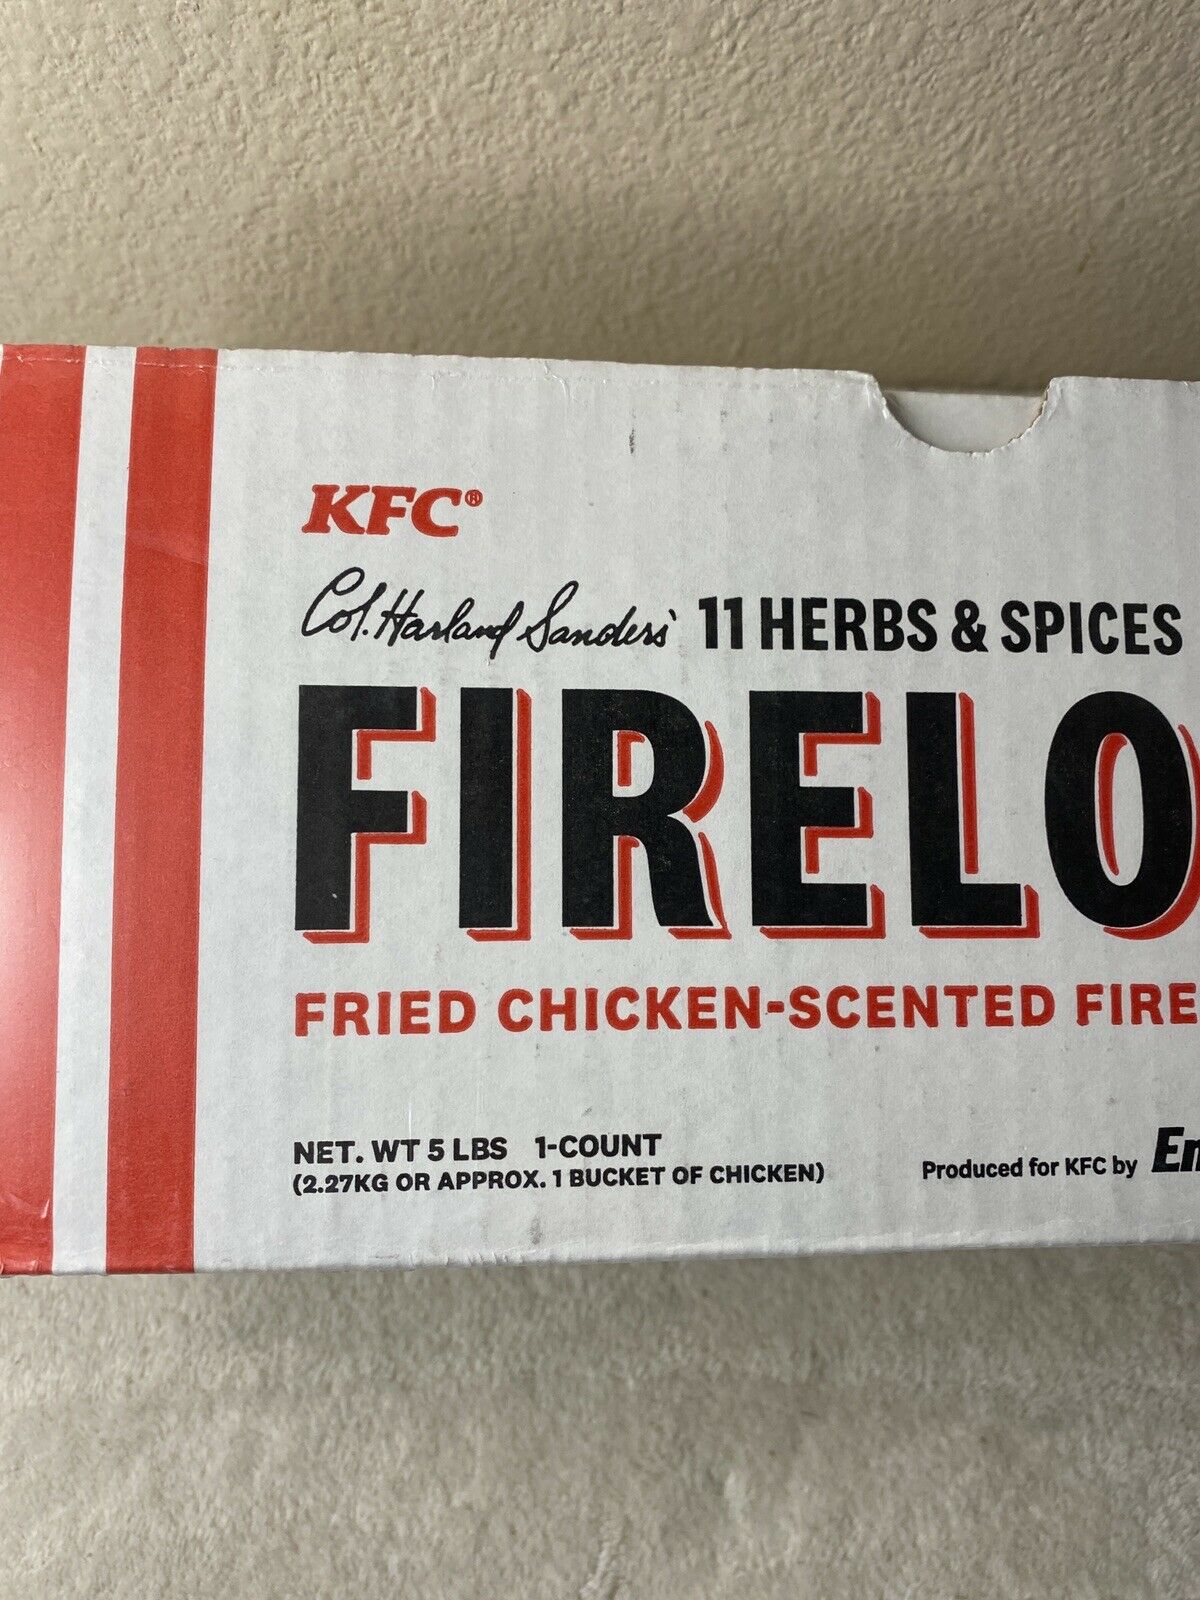 KFC®
Col. Harland Sanders' 11 HERBS & SPICES
FIRELO
FRIED CHICKEN-SCENTED FIRE
NET. WT 5 LBS 1-COUNT
(2.27KG OR APPROX. 1 BUCKET OF CHICKEN)
Produced for KFC by En